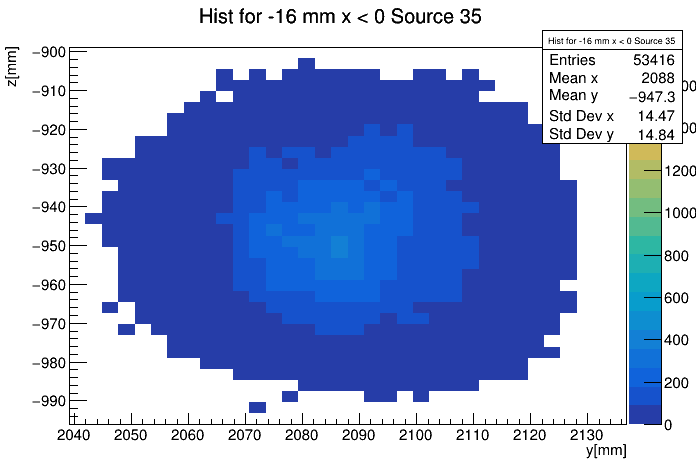 Hist for -16 mm x < 0 Source 35
z[mm]
−900
−910
−920
−930
−940
−950
−960
−970
−980
−990
2040 2050 2060 2070 2080 2090 2100 2110 2120 2130
y[mm]
Hist for -16 mm x < 0 Source 35
Entries 53416
Mean x 2088
Mean y −947.3
Std Dev x 14.47
Std Dev y 14.84
1200
1000
800
600
400
200
0